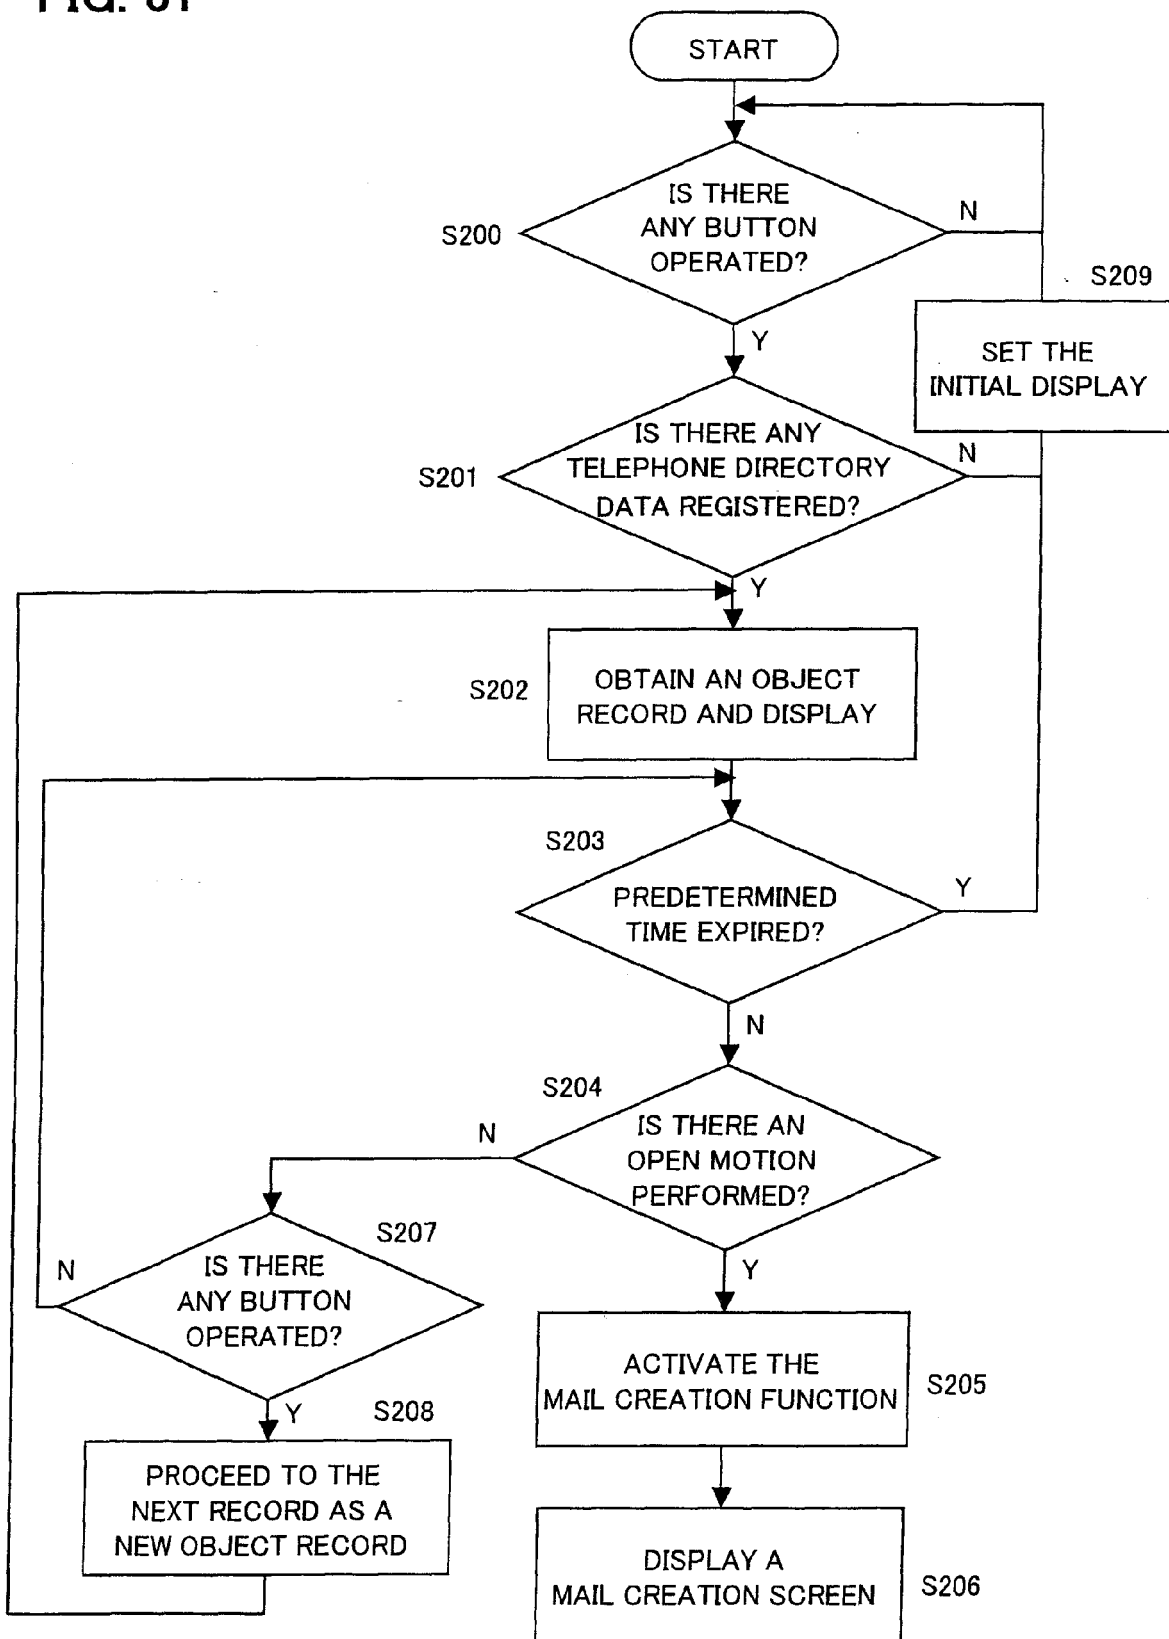 START
IS THERE
ANY BUTTON
OPERATED?
S200
N
Y
S209
SET THE
INITIAL DISPLAY
IS THERE ANY
TELEPHONE DIRECTORY
DATA REGISTERED?
S201
N
Y
S202
OBTAIN AN OBJECT
RECORD AND DISPLAY
S203
PREDETERMINED
TIME EXPIRED?
Y
N
S204
IS THERE AN
OPEN MOTION
PERFORMED?
N
Y
S207
IS THERE
ANY BUTTON
OPERATED?
N
Y
S208
PROCEED TO THE
NEXT RECORD AS A
NEW OBJECT RECORD
ACTIVATE THE
MAIL CREATION FUNCTION
S205
DISPLAY A
MAIL CREATION SCREEN
S206